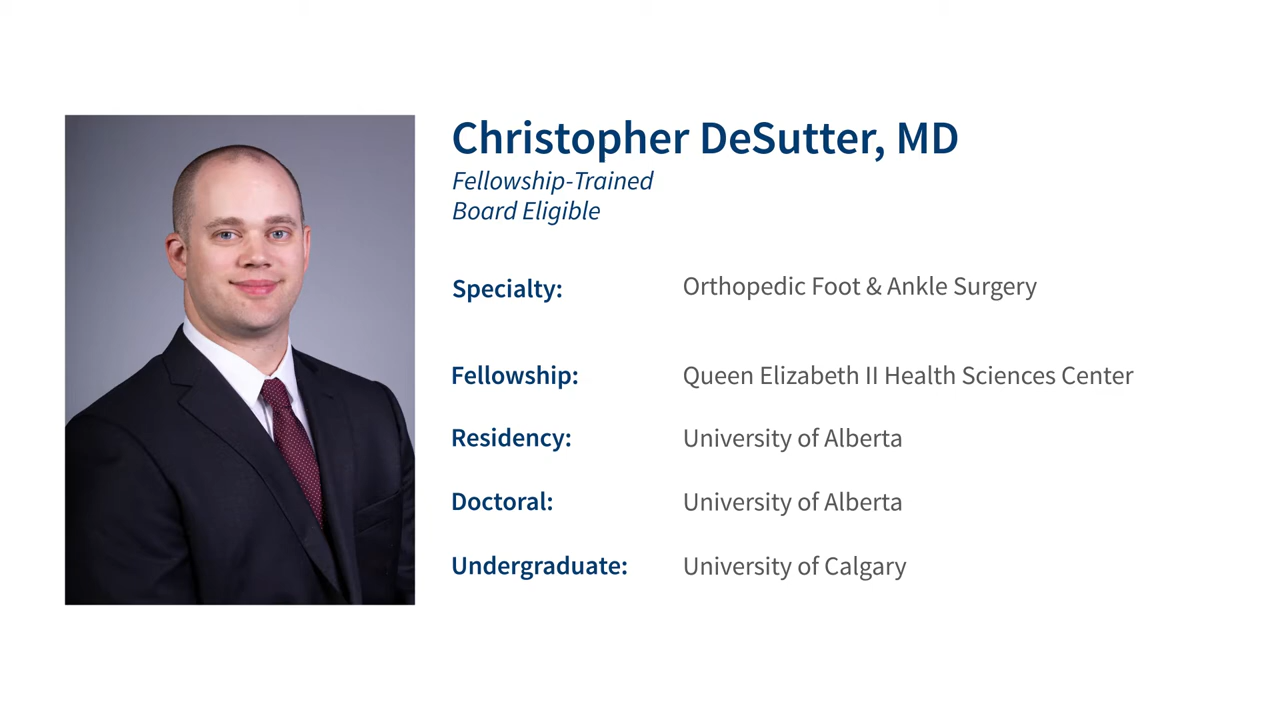 Christopher DeSutter, MD
Fellowship-Trained
Board Eligible
Specialty: Orthopedic Foot & Ankle Surgery
Fellowship: Queen Elizabeth II Health Sciences Center
Residency: University of Alberta
Doctoral: University of Alberta
Undergraduate: University of Calgary